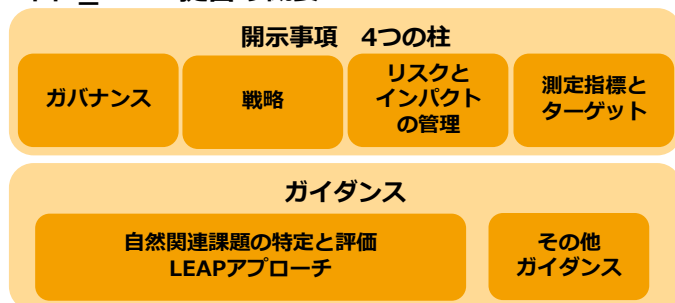 開示事項 4つの柱
ガバナンス
戦略
リスクと
インパクト
の管理
測定指標と
ターゲット
ガイダンス
自然関連課題の特定と評価
LEAPアプローチ
その他
ガイダンス